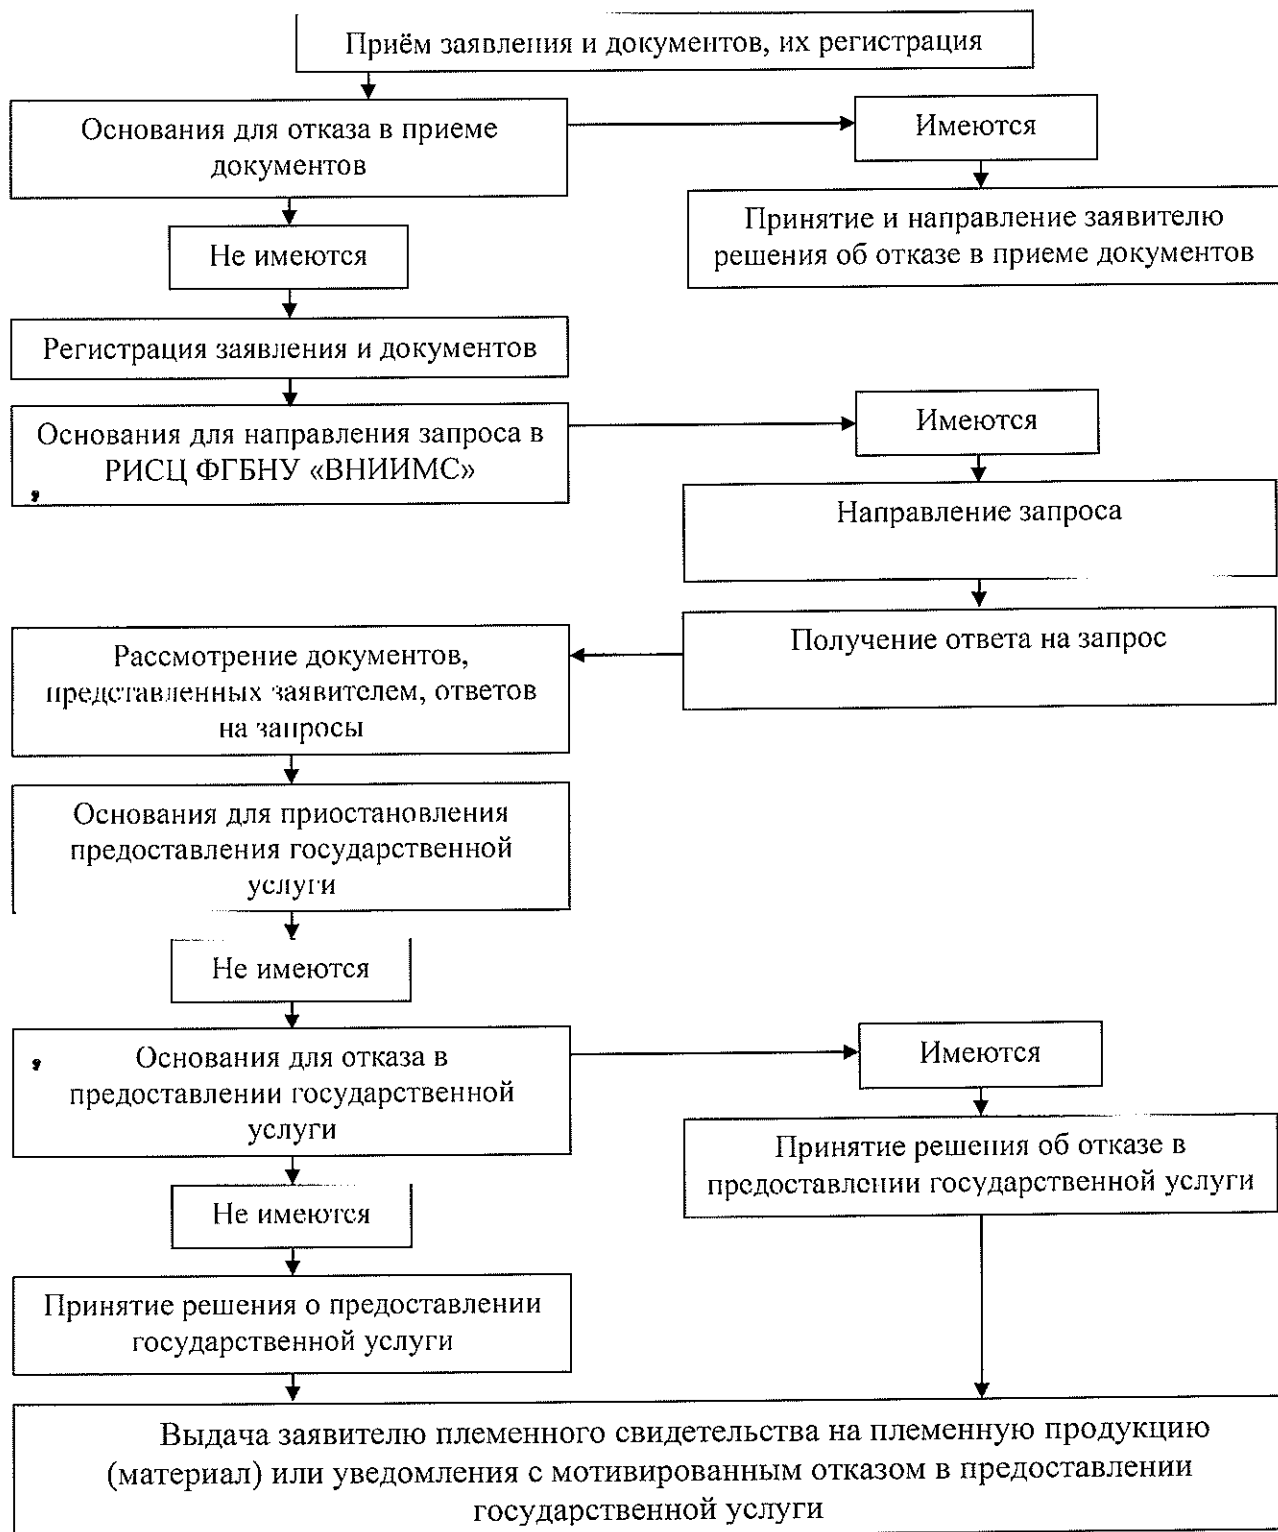 Приём заявления и документов, их регистрация
Основания для отказа в приеме
документов
Имеются
Принятие и направление заявителю
решения об отказе в приеме документов
Не имеются
Регистрация заявления и документов
Основания для направления запроса в
РИСЦ ФГБНУ «ВНИИМС»
Имеются
Направление запроса
Получение ответа на запрос
Рассмотрение документов,
представленных заявителем, ответов
на запросы
Основания для приостановления
предоставления государственной
услуги
Не имеются
Основания для отказа в
предоставлении государственной
услуги
Имеются
Принятие решения об отказе в
предоставлении государственной услуги
Не имеются
Принятие решения о предоставлении
государственной услуги
Выдача заявителю племенного свидетельства на племенную продукцию
(материал) или уведомления с мотивированным отказом в предоставлении
государственной услуги